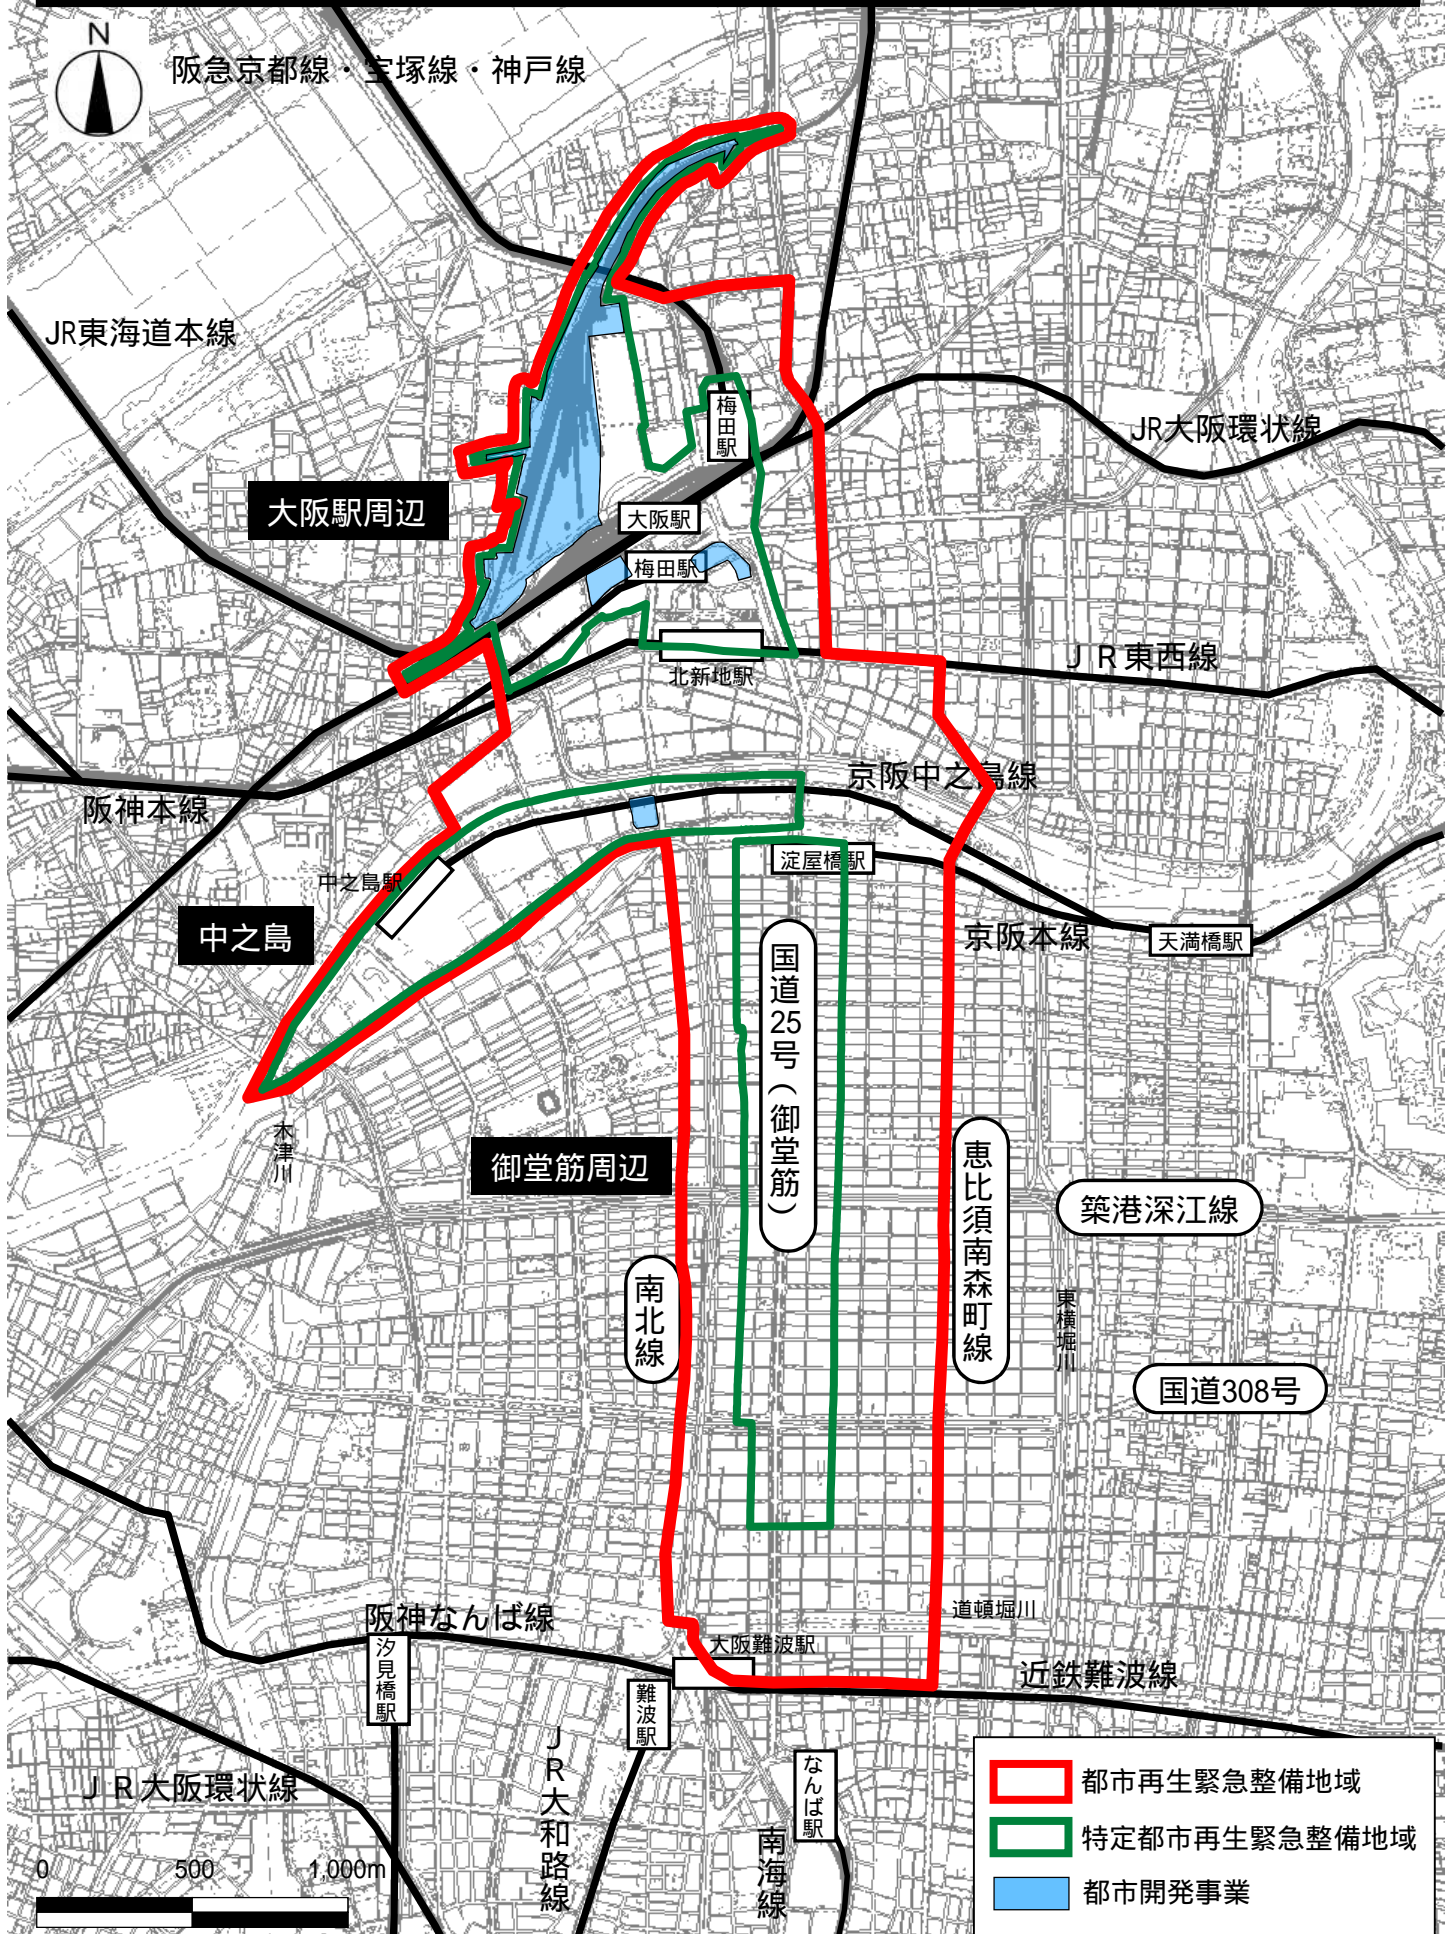 N
阪急京都線・宝塚線・神戸線
JR東海道本線
梅田駅
JR大阪環状線
大阪駅周辺
大阪駅
梅田駅
北新地駅
ＪＲ東西線
京阪中之島線
阪神本線
淀屋橋駅
中之島駅
中之島
京阪本線
天満橋駅
国道25号（御堂筋）
木津川
御堂筋周辺
恵比須南森町線
築港深江線
南北線
東横堀川
国道308号
道頓堀川
阪神なんば線
大阪難波駅
汐見橋駅
近鉄難波線
難波駅
ＪＲ大和路線
なんば駅
ＪＲ大阪環状線
南海線
都市再生緊急整備地域
特定都市再生緊急整備地域
都市開発事業
0 500 1,000m